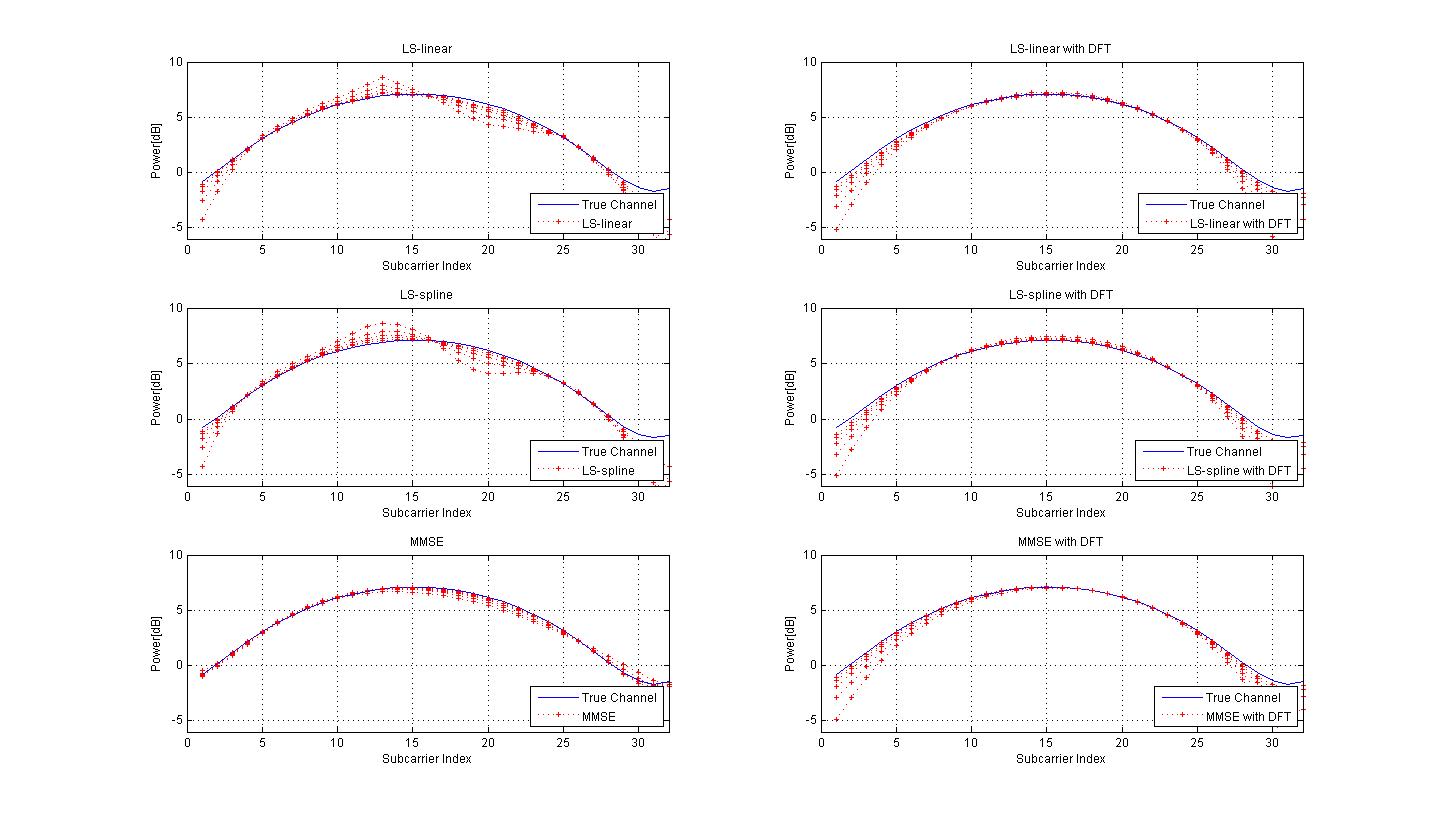 LS-linear
10
5
0
-5
Power[dB]
0 5 10 15 20 25 30
Subcarrier Index
True Channel
LS-linear
LS-linear with DFT
10
5
0
-5
Power[dB]
0 5 10 15 20 25 30
Subcarrier Index
True Channel
LS-linear with DFT
LS-spline
10
5
0
-5
Power[dB]
0 5 10 15 20 25 30
Subcarrier Index
True Channel
LS-spline
LS-spline with DFT
10
5
0
-5
Power[dB]
0 5 10 15 20 25 30
Subcarrier Index
True Channel
LS-spline with DFT
MMSE
10
5
0
-5
Power[dB]
0 5 10 15 20 25 30
Subcarrier Index
True Channel
MMSE
MMSE with DFT
10
5
0
-5
Power[dB]
0 5 10 15 20 25 30
Subcarrier Index
True Channel
MMSE with DFT